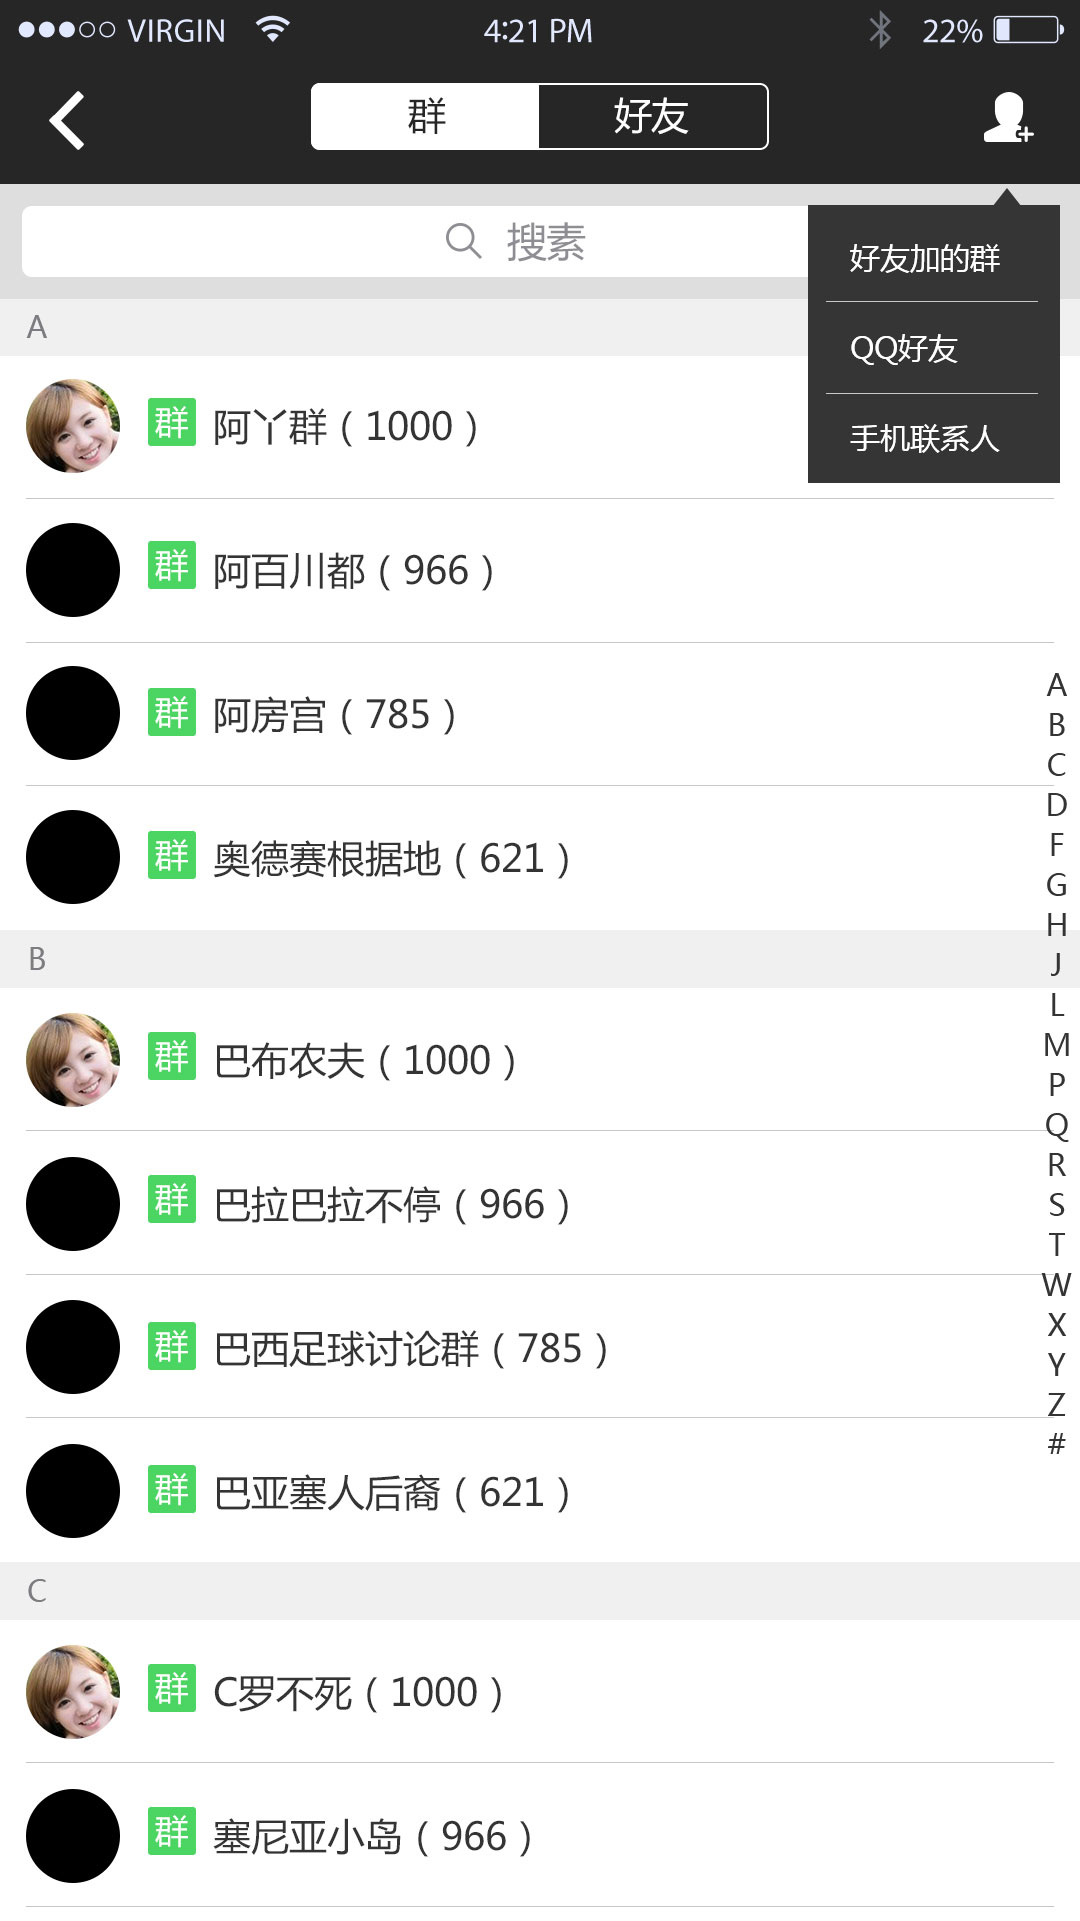 VIRGIN 4:21 PM 22%
群 好友
搜素
好友加的群
QQ好友
手机联系人
A
群 阿丫群（1000）
群 阿百川都（966）
群 阿房宫（785）
群 奥德赛根据地（621）
B
群 巴布农夫（1000）
群 巴拉巴拉不停（966）
群 巴西足球讨论群（785）
群 巴亚塞人后裔（621）
C
群 C罗不死（1000）
群 塞尼亚小岛（966）
A
B
C
D
F
G
H
J
L
M
P
Q
R
S
T
W
X
Y
Z
#